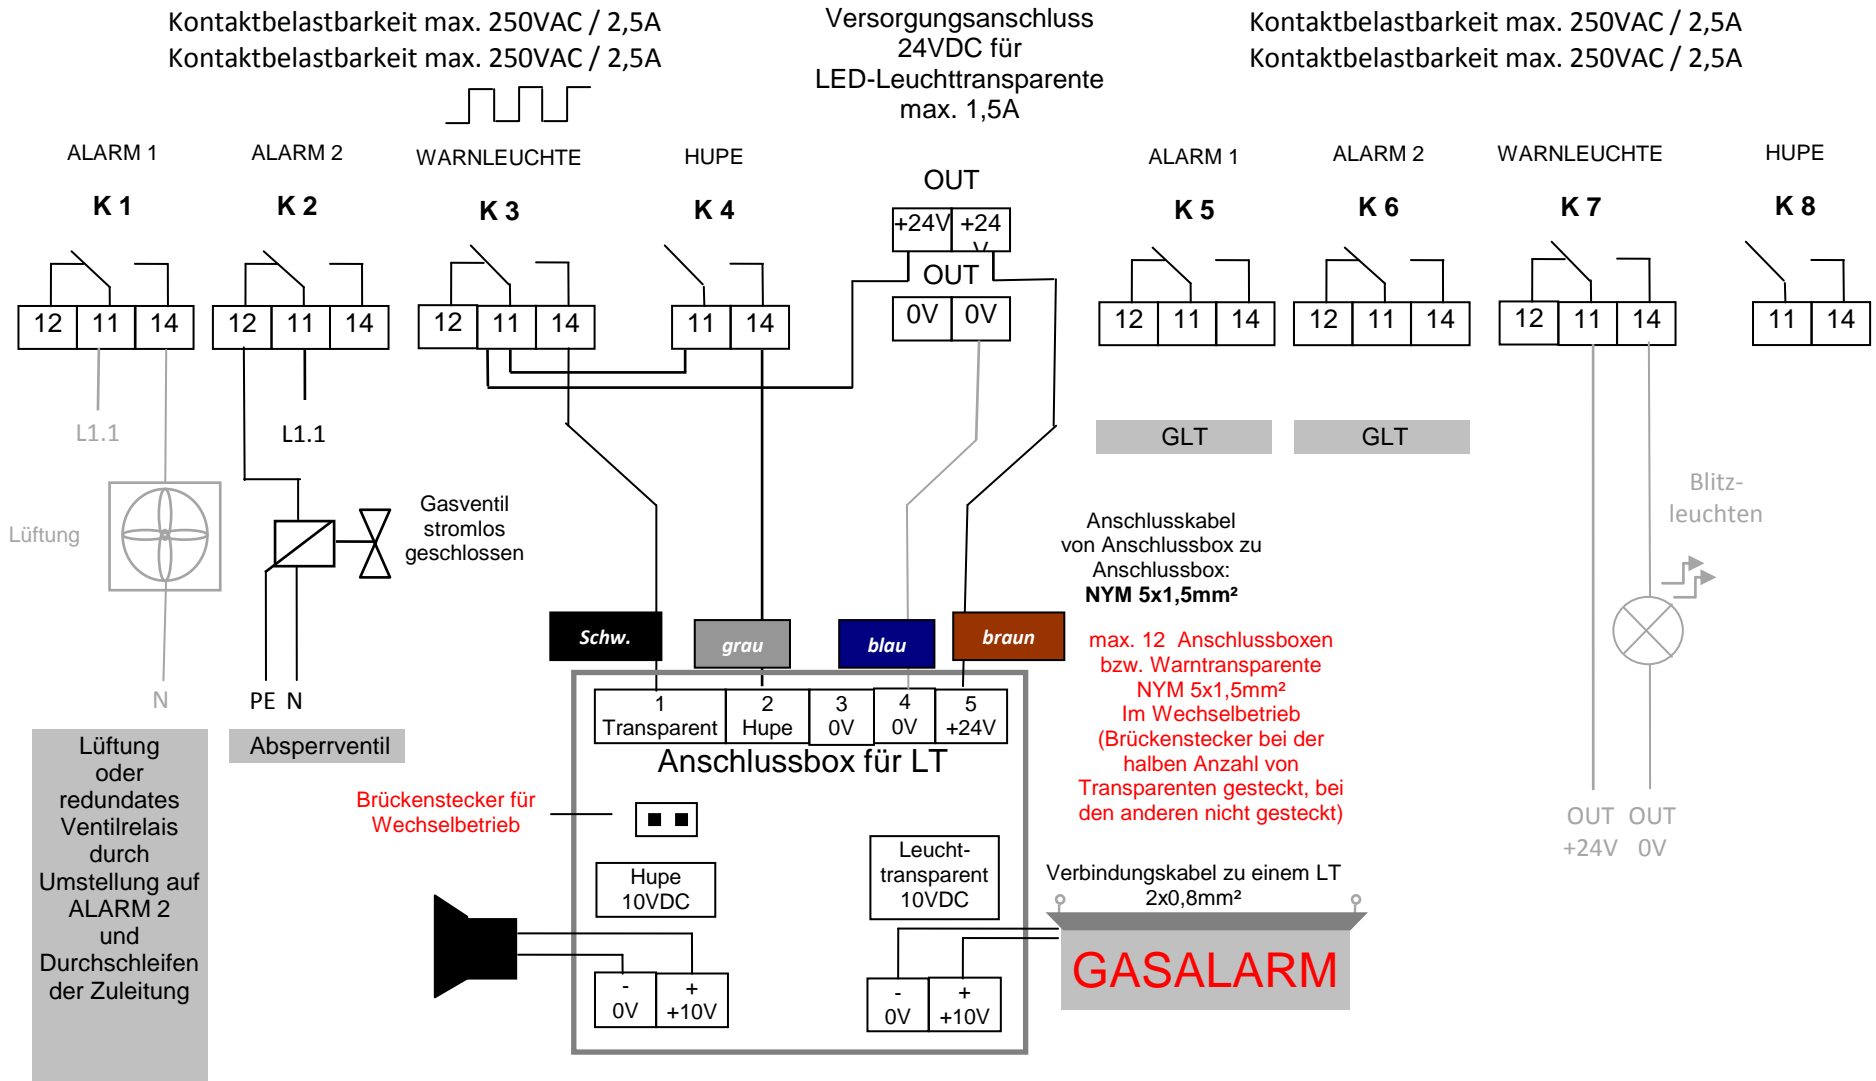 Kontaktbelastbarkeit max. 250VAC / 2,5A
Kontaktbelastbarkeit max. 250VAC / 2,5A
Versorgungsanschluss
24VDC für
LED-Leuchttransparente
max. 1,5A
Kontaktbelastbarkeit max. 250VAC / 2,5A
Kontaktbelastbarkeit max. 250VAC / 2,5A
ALARM 1
ALARM 2
WARNLEUCHTE
HUPE
ALARM 1
ALARM 2
WARNLEUCHTE
HUPE
K 1
K 2
K 3
K 4
OUT
K 5
K 6
K 7
K 8
+24V
+24
V
OUT
0V
0V
12 11 14
12 11 14
12 11 14
11 14
12 11 14
12 11 14
12 11 14
11 14
L1.1
L1.1
GLT
GLT
Lüftung
Gasventil
stromlos
geschlossen
Blitz-
leuchten
Anschlusskabel
von Anschlussbox zu
Anschlussbox:
NYM 5x1,5mm²
Schw.
grau
blau
braun
max. 12 Anschlussboxen
bzw. Warntransparente
NYM 5x1,5mm²
Im Wechselbetrieb
(Brückenstecker bei der
halben Anzahl von
Transparenten gesteckt, bei
den anderen nicht gesteckt)
N
PE N
1
Transparent
2
Hupe
3
0V
4
0V
5
+24V
Anschlussbox für LT
Lüftung
oder
redundates
Ventilrelais
durch
Umstellung auf
ALARM 2
und
Durchschleifen
der Zuleitung
Absperrventil
Brückenstecker für
Wechselbetrieb
OUT OUT
+24V 0V
Hupe
10VDC
Leucht-
transparent
10VDC
Verbindungskabel zu einem LT
2x0,8mm²
GASALARM
-
0V
+
+10V
-
0V
+
+10V